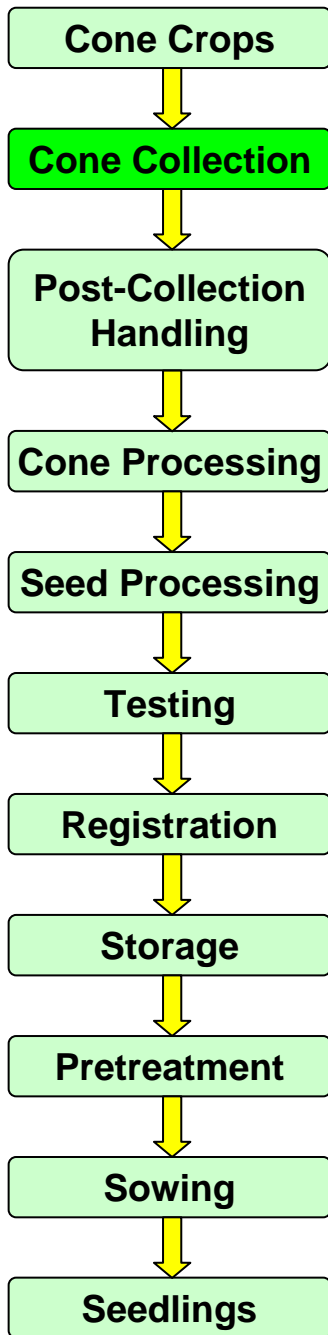 Cone Crops
Cone Collection
Post-Collection
Handling
Cone Processing
Seed Processing
Testing
Registration
Storage
Pretreatment
Sowing
Seedlings